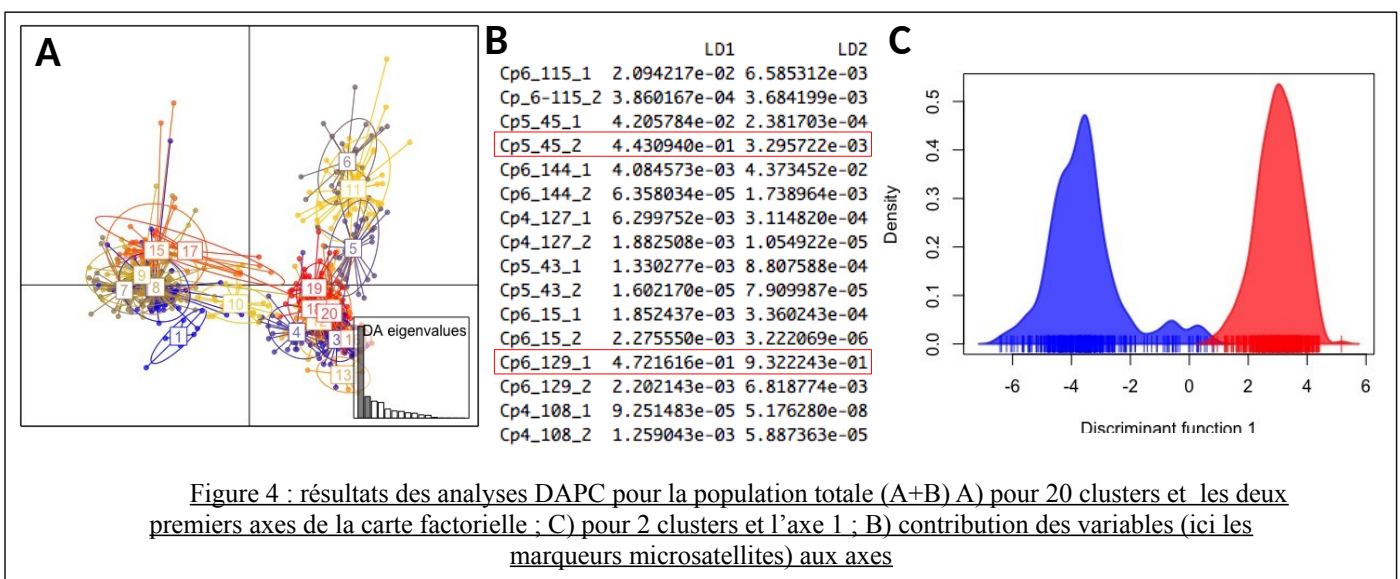 A
6
11
5
15
17
9
7
8
10
1
19
20
4
3
13
DA eigenvalues
B
LD1 LD2
Cp6_115_1 2.094217e-02 6.585312e-03
Cp_6-115_2 3.860167e-04 3.684199e-03
Cp5_45_1 4.205784e-02 2.381703e-04
Cp5_45_2 4.430940e-01 3.295722e-03
Cp6_144_1 4.084573e-03 4.373452e-02
Cp6_144_2 6.358034e-05 1.738964e-03
Cp4_127_1 6.299752e-03 3.114820e-04
Cp4_127_2 1.882508e-03 1.054922e-05
Cp5_43_1 1.330277e-03 8.807588e-04
Cp5_43_2 1.602170e-05 7.909987e-05
Cp6_15_1 1.852437e-03 3.360243e-04
Cp6_15_2 2.275550e-03 3.222069e-06
Cp6_129_1 4.721616e-01 9.322243e-01
Cp6_129_2 2.202143e-03 6.818774e-03
Cp4_108_1 9.251483e-05 5.176280e-08
Cp4_108_2 1.259043e-03 5.887363e-05
C
Density
0.5
0.4
0.3
0.2
0.1
0.0
-6 -4 -2 0 2 4 6
Discriminant function 1
Figure 4 : résultats des analyses DAPC pour la population totale (A+B) A) pour 20 clusters et les deux
premiers axes de la carte factorielle ; C) pour 2 clusters et l’axe 1 ; B) contribution des variables (ici les
marqueurs microsatellites) aux axes